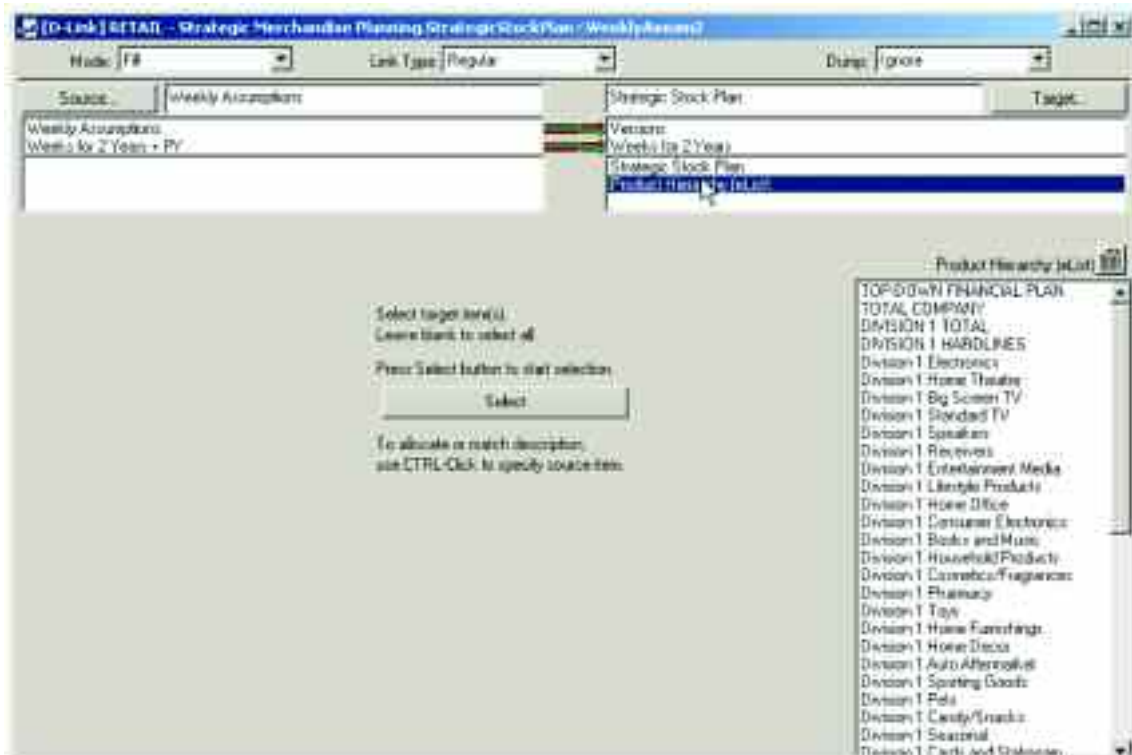 [D-Link] RETAIL - Strategic Merchandise Planning.StrategicStockPlan<WeeklyAssum2
Mode: Fill Link Type: Regular Dump: Ignore
Source... Weekly Assumptions Strategic Stock Plan Target...
Weekly Assumptions Versions
Weeks for 2 Years + PY Weeks for 2 Years
Strategic Stock Plan
Product Hierarchy (eList)
Product Hierarchy (eList)
Select target item(s).
Leave blank to select all.
Press Select button to start selection.
Select
To allocate or match description,
use CTRL-Click to specify source item.
TOP-DOWN FINANCIAL PLAN
TOTAL COMPANY
DIVISION 1 TOTAL
DIVISION 1 HARDLINES
Division 1 Electronics
Division 1 Home Theatre
Division 1 Big Screen TV
Division 1 Standard TV
Division 1 Speakers
Division 1 Receivers
Division 1 Entertainment Media
Division 1 Lifestyle Products
Division 1 Home Office
Division 1 Consumer Electronics
Division 1 Books and Music
Division 1 Household Products
Division 1 Cosmetics/Fragrances
Division 1 Pharmacy
Division 1 Toys
Division 1 Home Furnishings
Division 1 Home Decor
Division 1 Auto Aftermarket
Division 1 Sporting Goods
Division 1 Pets
Division 1 Candy/Snacks
Division 1 Seasonal
Division 1 Cards and Stationery